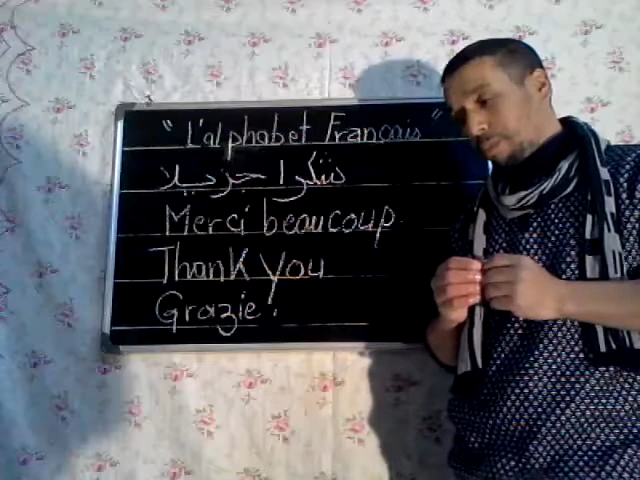 "L'alphabet Français"
شكرا جزيلا
Merci beaucoup
Thank you
Grazie!